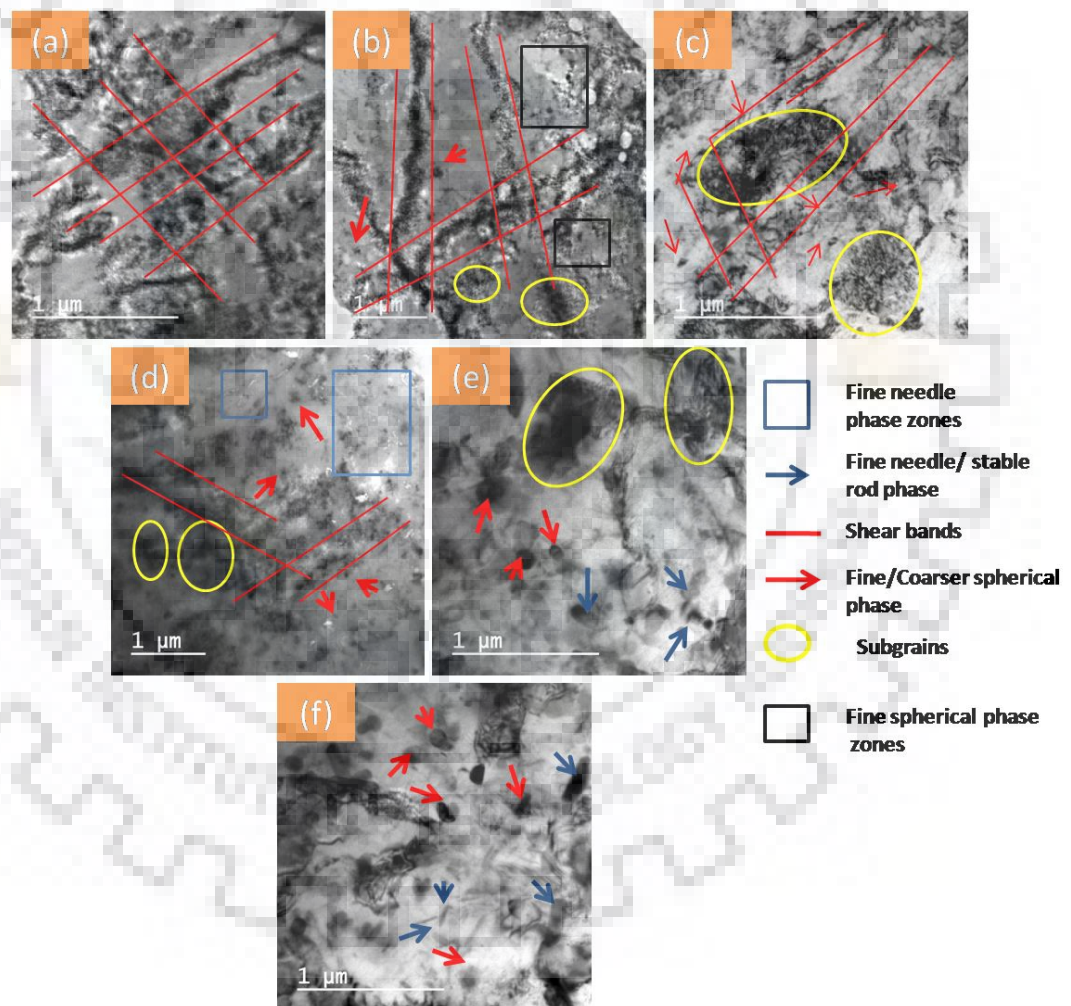 (a)
(b)
(c)
1 µm
1 µm
1 µm
(d)
(e)
1 µm
1 µm
Fine needle
phase zones
Fine needle/ stable
rod phase
Shear bands
Fine/Coarser spherical
phase
Subgrains
Fine spherical phase
zones
(f)
1 µm